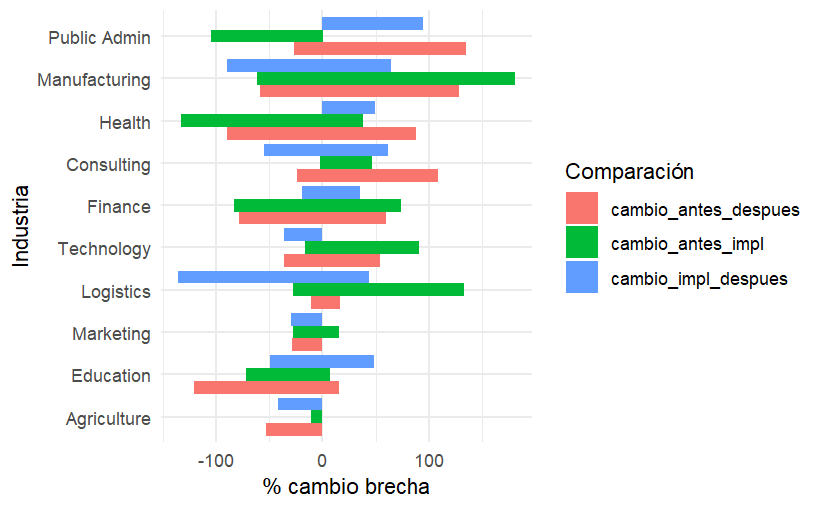 Industria
Public Admin
Manufacturing
Health
Consulting
Finance
Technology
Logistics
Marketing
Education
Agriculture
-100 0 100
% cambio brecha
Comparación
cambio_antes_despues
cambio_antes_impl
cambio_impl_despues